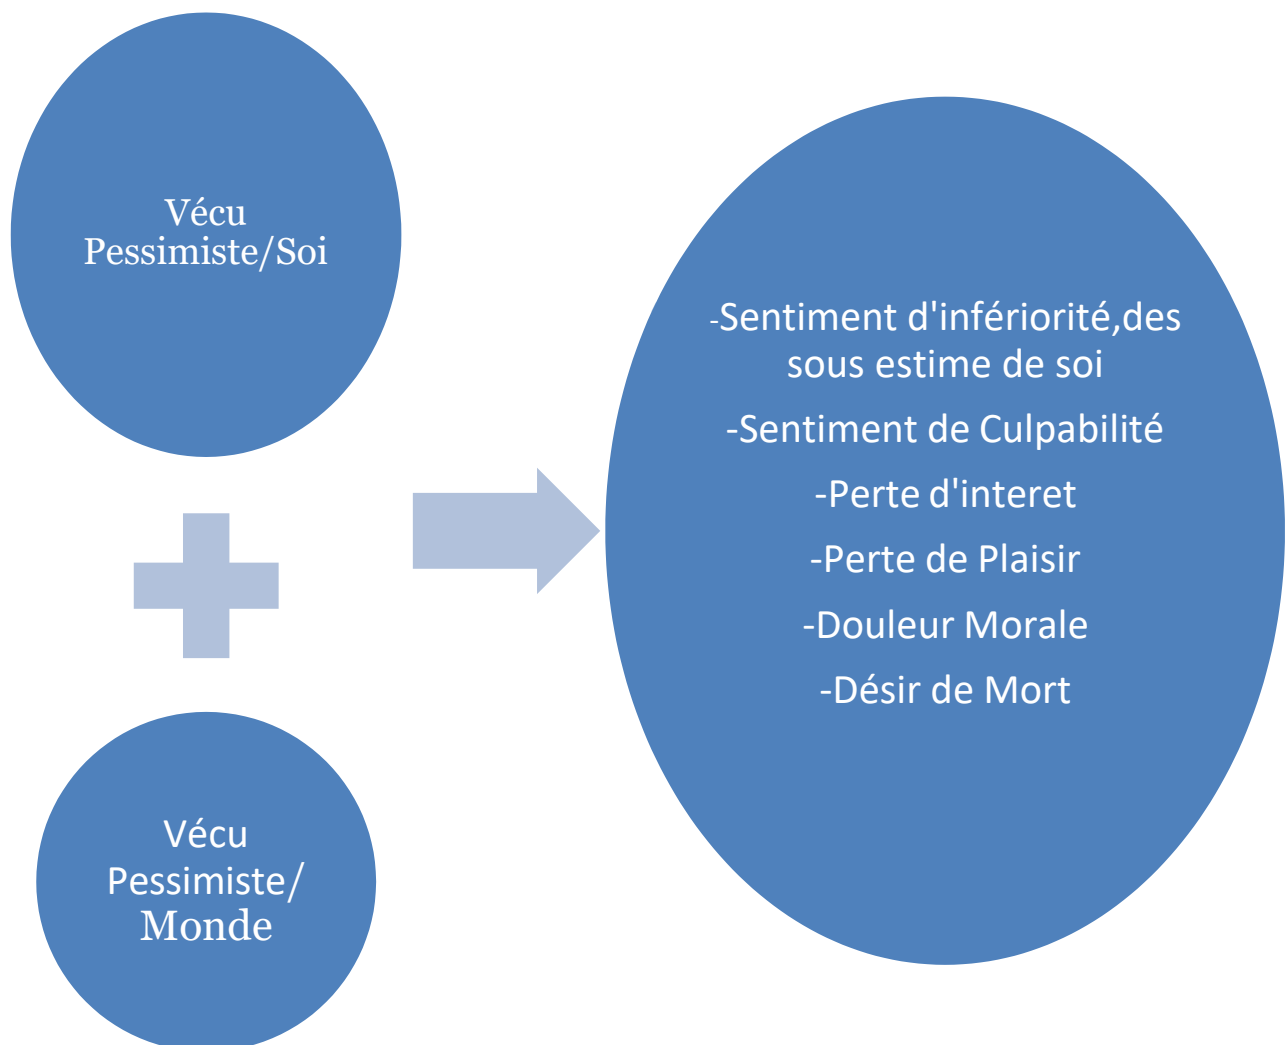 Vécu
Pessimiste/Soi
Vécu
Pessimiste/
Monde
-Sentiment d'infériorité,des
sous estime de soi
-Sentiment de Culpabilité
-Perte d'interet
-Perte de Plaisir
-Douleur Morale
-Désir de Mort